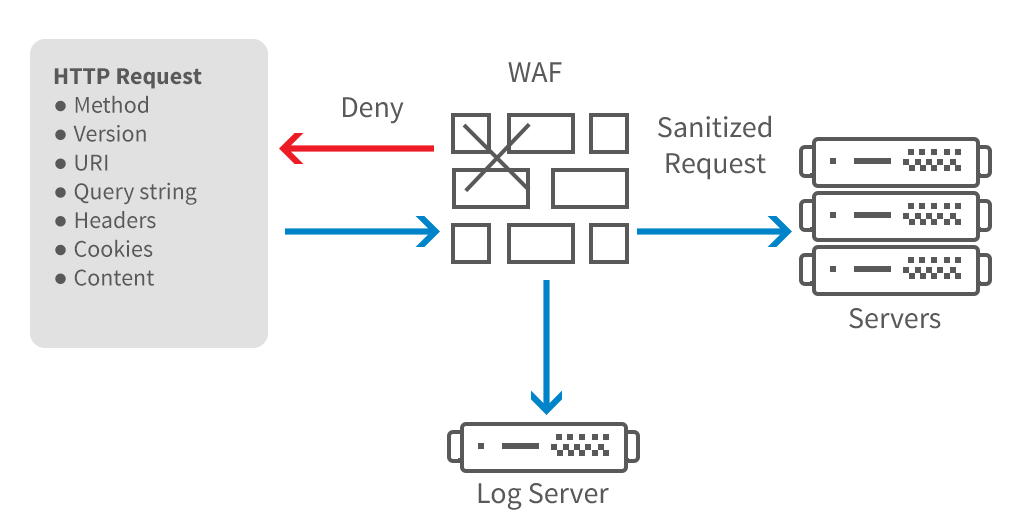 HTTP Request
● Method
● Version
● URI
● Query string
● Headers
● Cookies
● Content
Deny
WAF
Sanitized
Request
Servers
Log Server